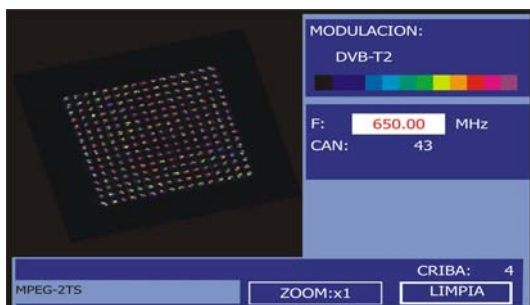 MODULACION:
DVB-T2
F: 650.00 MHz
CAN: 43
CRIBA: 4
MPEG-2TS ZOOM:x1 LIMPIA